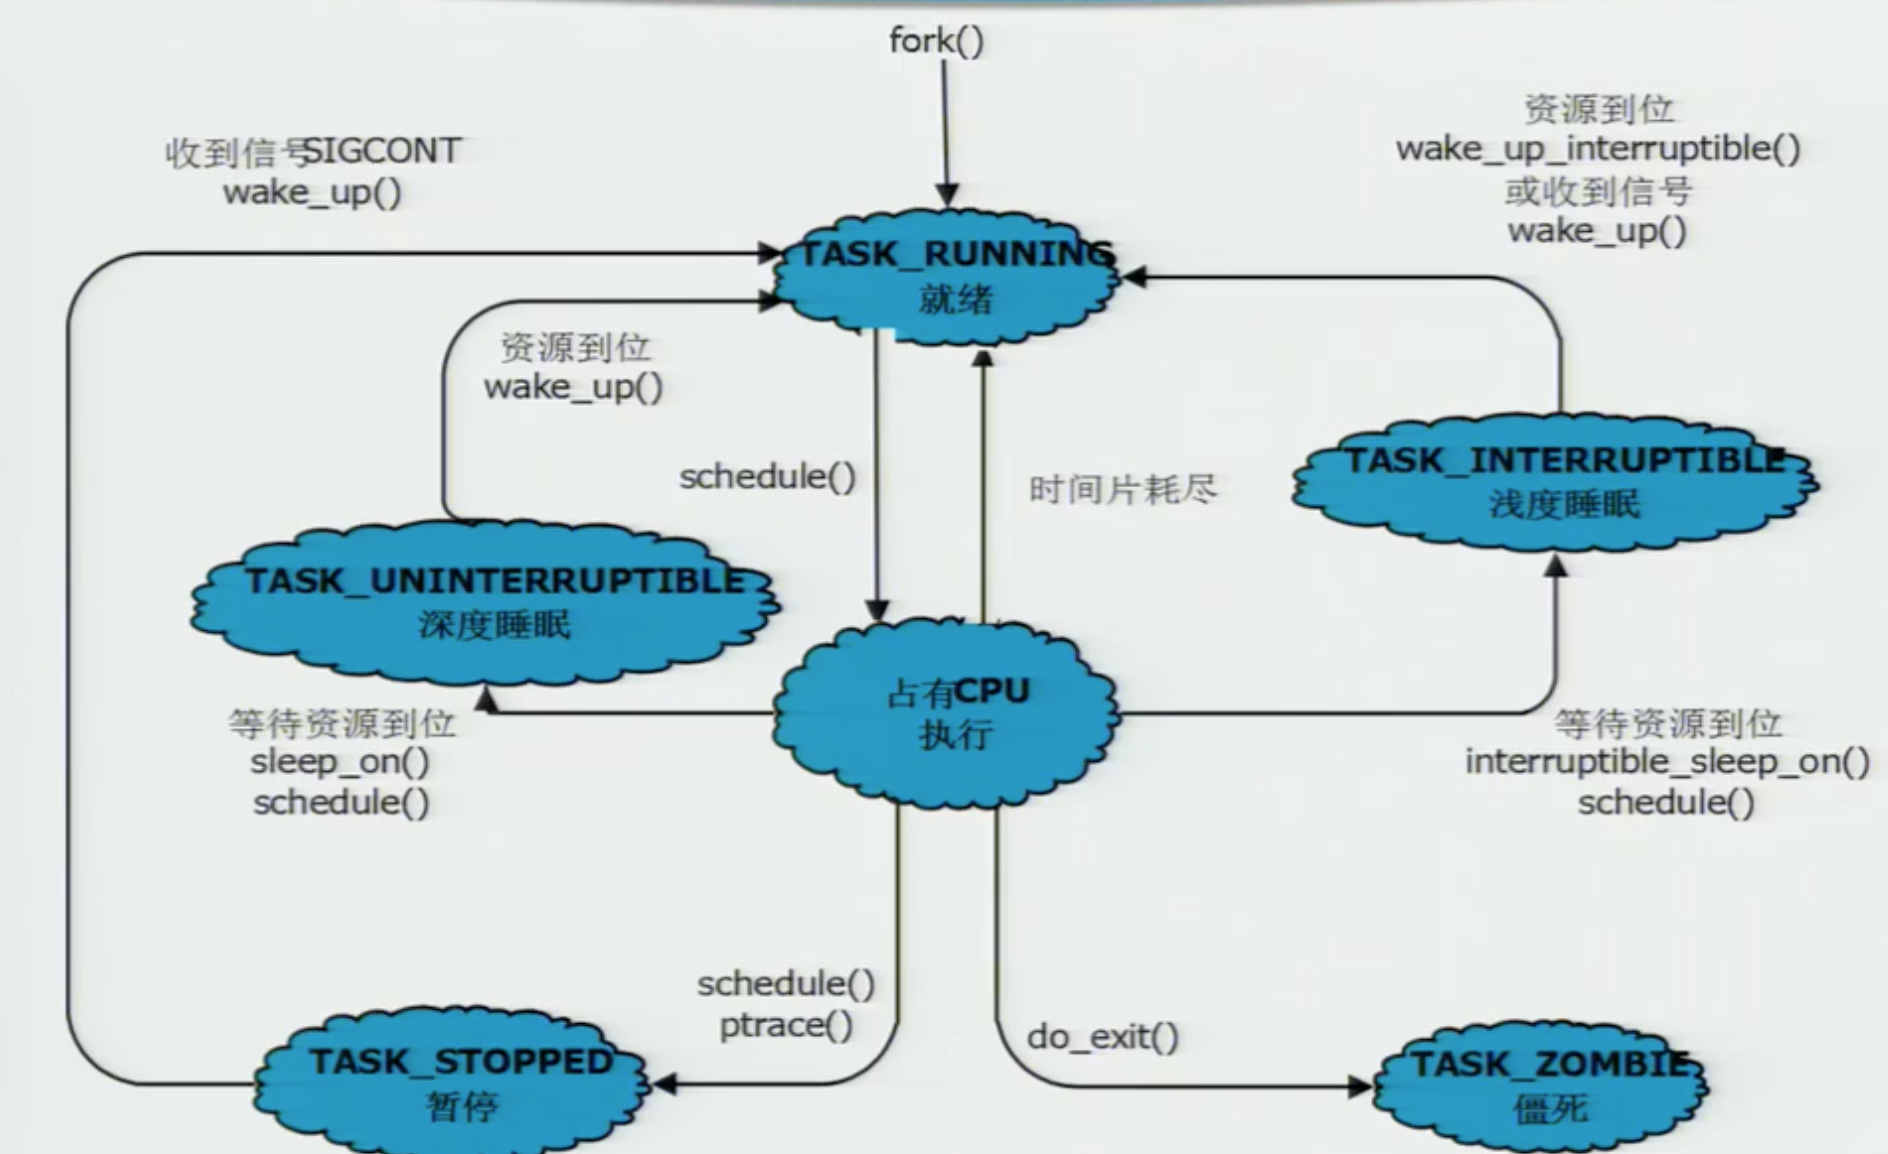 fork()
收到信号SIGCONT
wake_up()
资源到位
wake_up_interruptible()
或收到信号
wake_up()
TASK_RUNNING
就绪
资源到位
wake_up()
schedule()
时间片耗尽
TASK_INTERRUPTIBLE
浅度睡眠
TASK_UNINTERRUPTIBLE
深度睡眠
占有CPU
执行
等待资源到位
sleep_on()
schedule()
等待资源到位
interruptible_sleep_on()
schedule()
schedule()
ptrace()
do_exit()
TASK_STOPPED
暂停
TASK_ZOMBIE
僵死